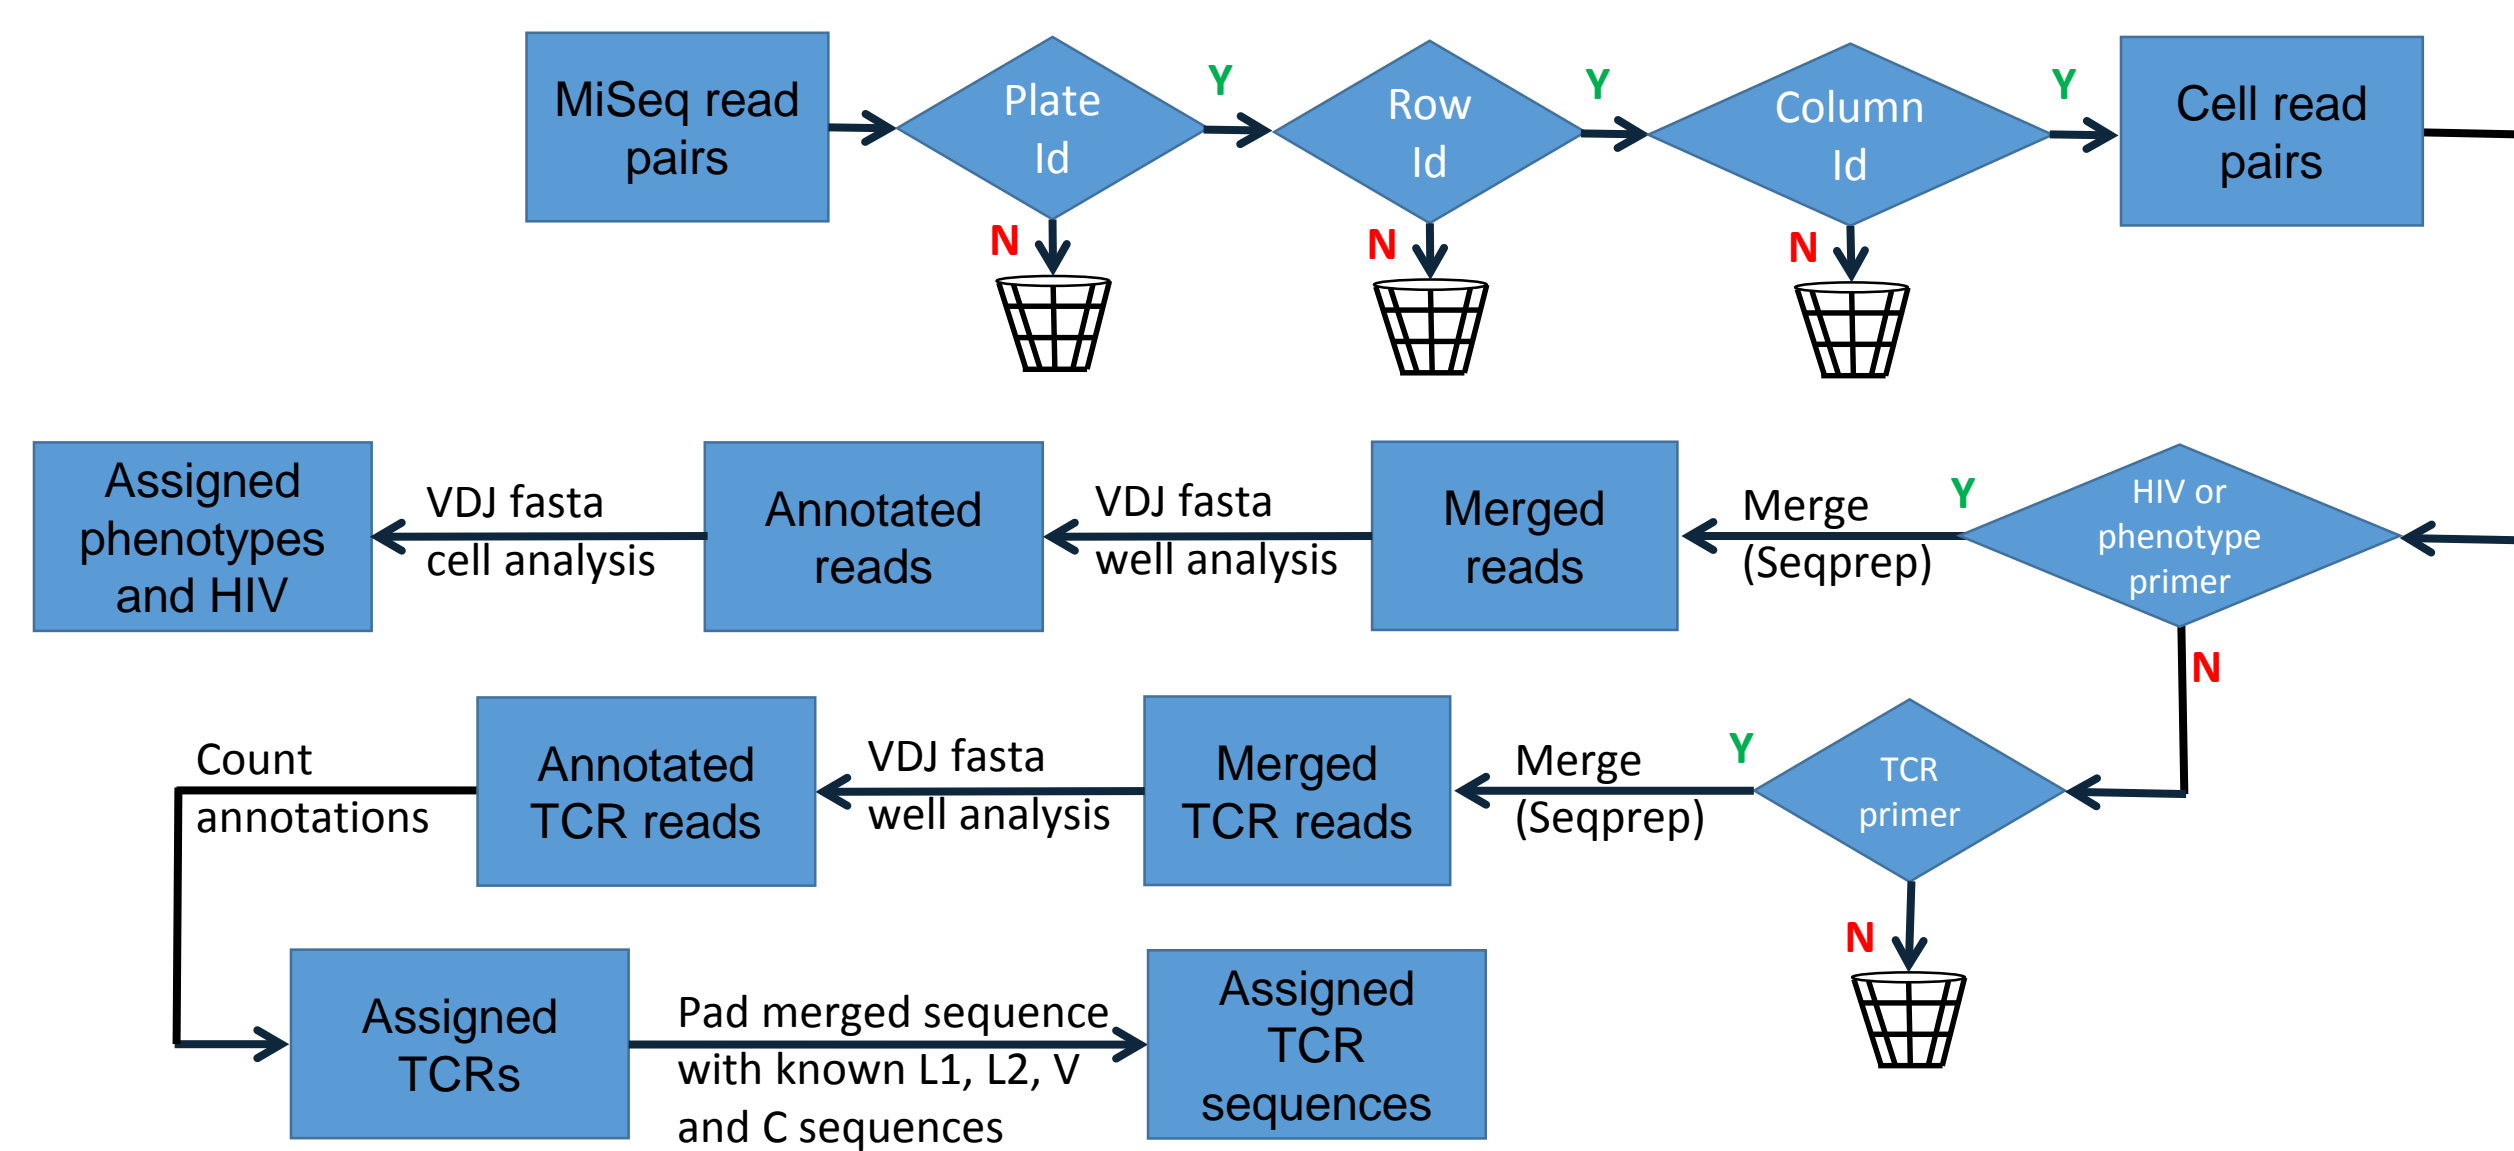 MiSeq read
pairs
Plate
Id
Y
N
Row
Id
Y
N
Column
Id
Y
N
Cell read
pairs
HIV or
phenotype
primer
Y
N
Merge
(Seqprep)
Merged
reads
VDJ fasta
well analysis
Annotated
reads
VDJ fasta
cell analysis
Assigned
phenotypes
and HIV
TCR
primer
Y
N
Merge
(Seqprep)
Merged
TCR reads
VDJ fasta
well analysis
Annotated
TCR reads
Count
annotations
Assigned
TCRs
Pad merged sequence
with known L1, L2, V
and C sequences
Assigned
TCR
sequences